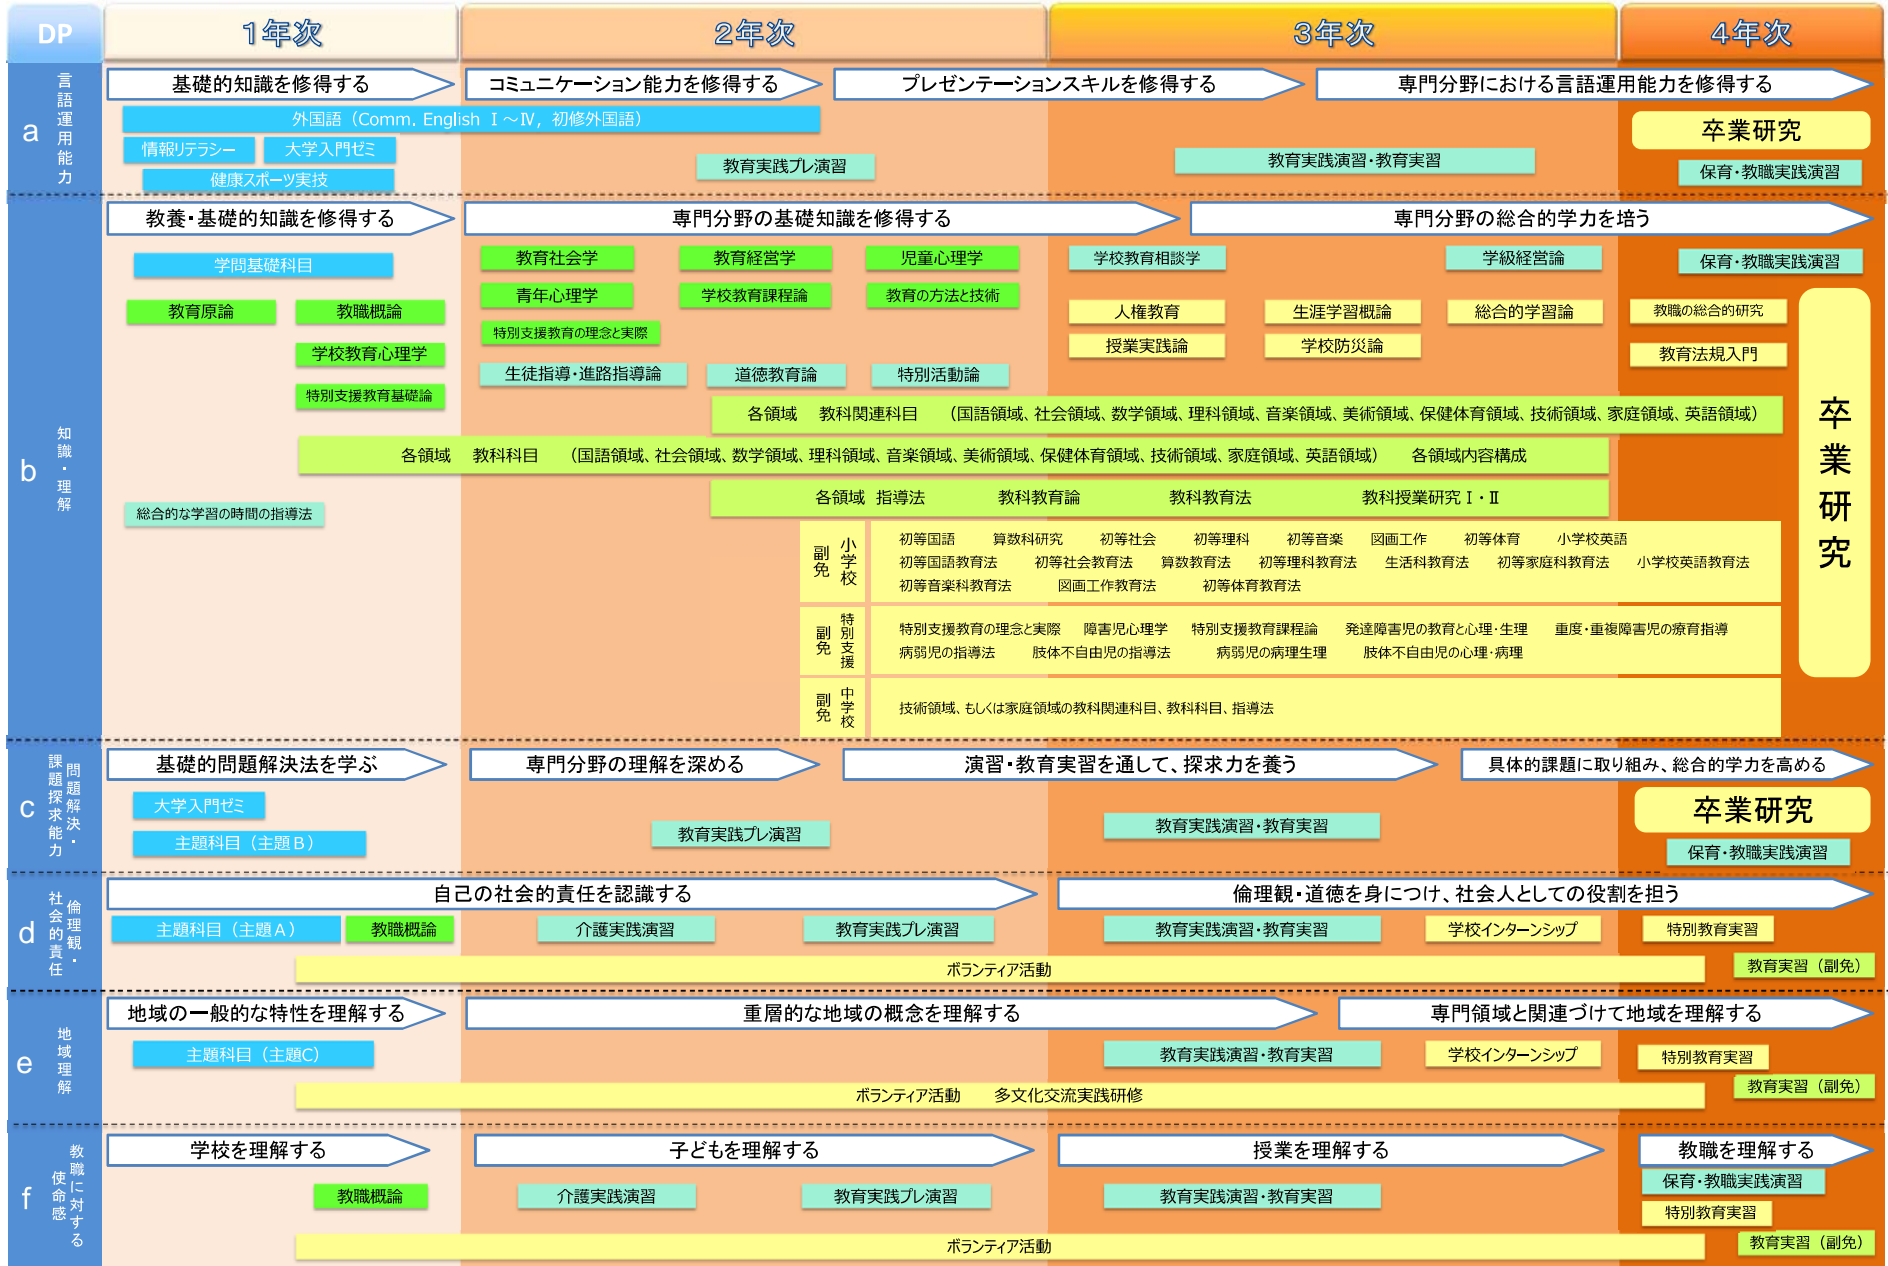 DP
1年次
2年次
3年次
4年次
a
言語運用能力
基礎的知識を修得する
コミュニケーション能力を修得する
プレゼンテーションスキルを修得する
専門分野における言語運用能力を修得する
外国語（Comm. English Ⅰ～Ⅳ，初修外国語）
情報リテラシー
大学入門ゼミ
健康スポーツ実技
教育実践プレ演習
教育実践演習・教育実習
卒業研究
保育・教職実践演習
b
知識・理解
教養・基礎的知識を修得する
専門分野の基礎知識を修得する
専門分野の総合的学力を培う
学問基礎科目
教育社会学
教育経営学
児童心理学
学校教育相談学
学級経営論
保育・教職実践演習
教育原論
教職概論
青年心理学
学校教育課程論
教育の方法と技術
人権教育
生涯学習概論
総合的学習論
教職の総合的研究
学校教育心理学
特別支援教育の理念と実際
授業実践論
学校防災論
教育法規入門
特別支援教育基礎論
生徒指導・進路指導論
道徳教育論
特別活動論
卒業研究
各領域　教科関連科目　（国語領域、社会領域、数学領域、理科領域、音楽領域、美術領域、保健体育領域、技術領域、家庭領域、英語領域）
各領域　教科科目　（国語領域、社会領域、数学領域、理科領域、音楽領域、美術領域、保健体育領域、技術領域、家庭領域、英語領域）　各領域内容構成
各領域 指導法　教科教育論　教科教育法　教科授業研究Ⅰ・Ⅱ
総合的な学習の時間の指導法
小学校
副免
初等国語　算数科研究　初等社会　初等理科　初等音楽　図画工作　初等体育　小学校英語
初等国語教育法　初等社会教育法　算数教育法　初等理科教育法　生活科教育法　初等家庭科教育法　小学校英語教育法
初等音楽科教育法　図画工作教育法　初等体育教育法
特別支援
副免
特別支援教育の理念と実際　障害児心理学　特別支援教育課程論　発達障害児の教育と心理・生理　重度・重複障害児の療育指導
病弱児の指導法　肢体不自由児の指導法　病弱児の病理生理　肢体不自由児の心理・病理
中学校
副免
技術領域、もしくは家庭領域の教科関連科目、教科科目、指導法
c
問題解決・
課題探求能力
基礎的問題解決法を学ぶ
専門分野の理解を深める
演習・教育実習を通して、探求力を養う
具体的課題に取り組み、総合的学力を高める
大学入門ゼミ
主題科目（主題B）
教育実践プレ演習
教育実践演習・教育実習
卒業研究
保育・教職実践演習
d
倫理観・
社会的責任
自己の社会的責任を認識する
倫理観・道徳を身につけ、社会人としての役割を担う
主題科目（主題A）
教職概論
介護実践演習
教育実践プレ演習
教育実践演習・教育実習
学校インターンシップ
特別教育実習
ボランティア活動
教育実習（副免）
e
地域理解
地域の一般的な特性を理解する
重層的な地域の概念を理解する
専門領域と関連づけて地域を理解する
主題科目（主題C）
教育実践演習・教育実習
学校インターンシップ
特別教育実習
ボランティア活動　多文化交流実践研修
教育実習（副免）
f
教職に対する
使命感
学校を理解する
子どもを理解する
授業を理解する
教職を理解する
教職概論
介護実践演習
教育実践プレ演習
教育実践演習・教育実習
保育・教職実践演習
特別教育実習
ボランティア活動
教育実習（副免）